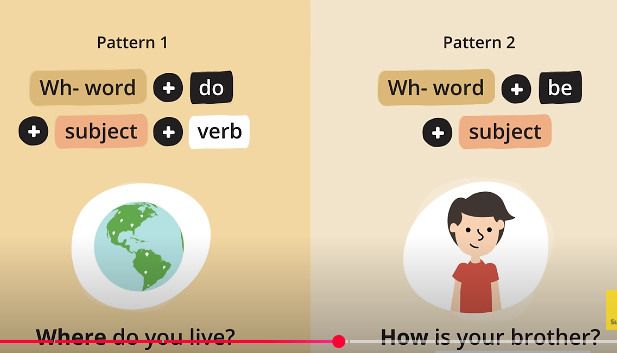 Pattern 1
Wh- word + do
+ subject + verb
Where do you live?
Pattern 2
Wh- word + be
+ subject
How is your brother?